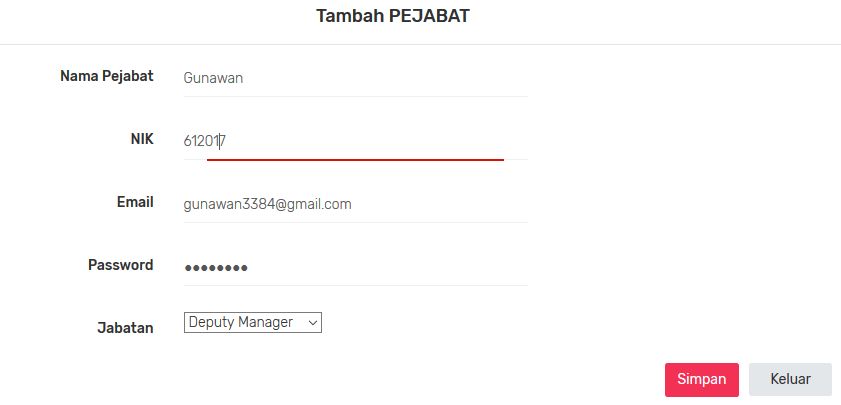 Tambah PEJABAT
Nama Pejabat Gunawan
NIK 612017
Email gunawan3384@gmail.com
Password ••••••••
Jabatan Deputy Manager
Simpan Keluar